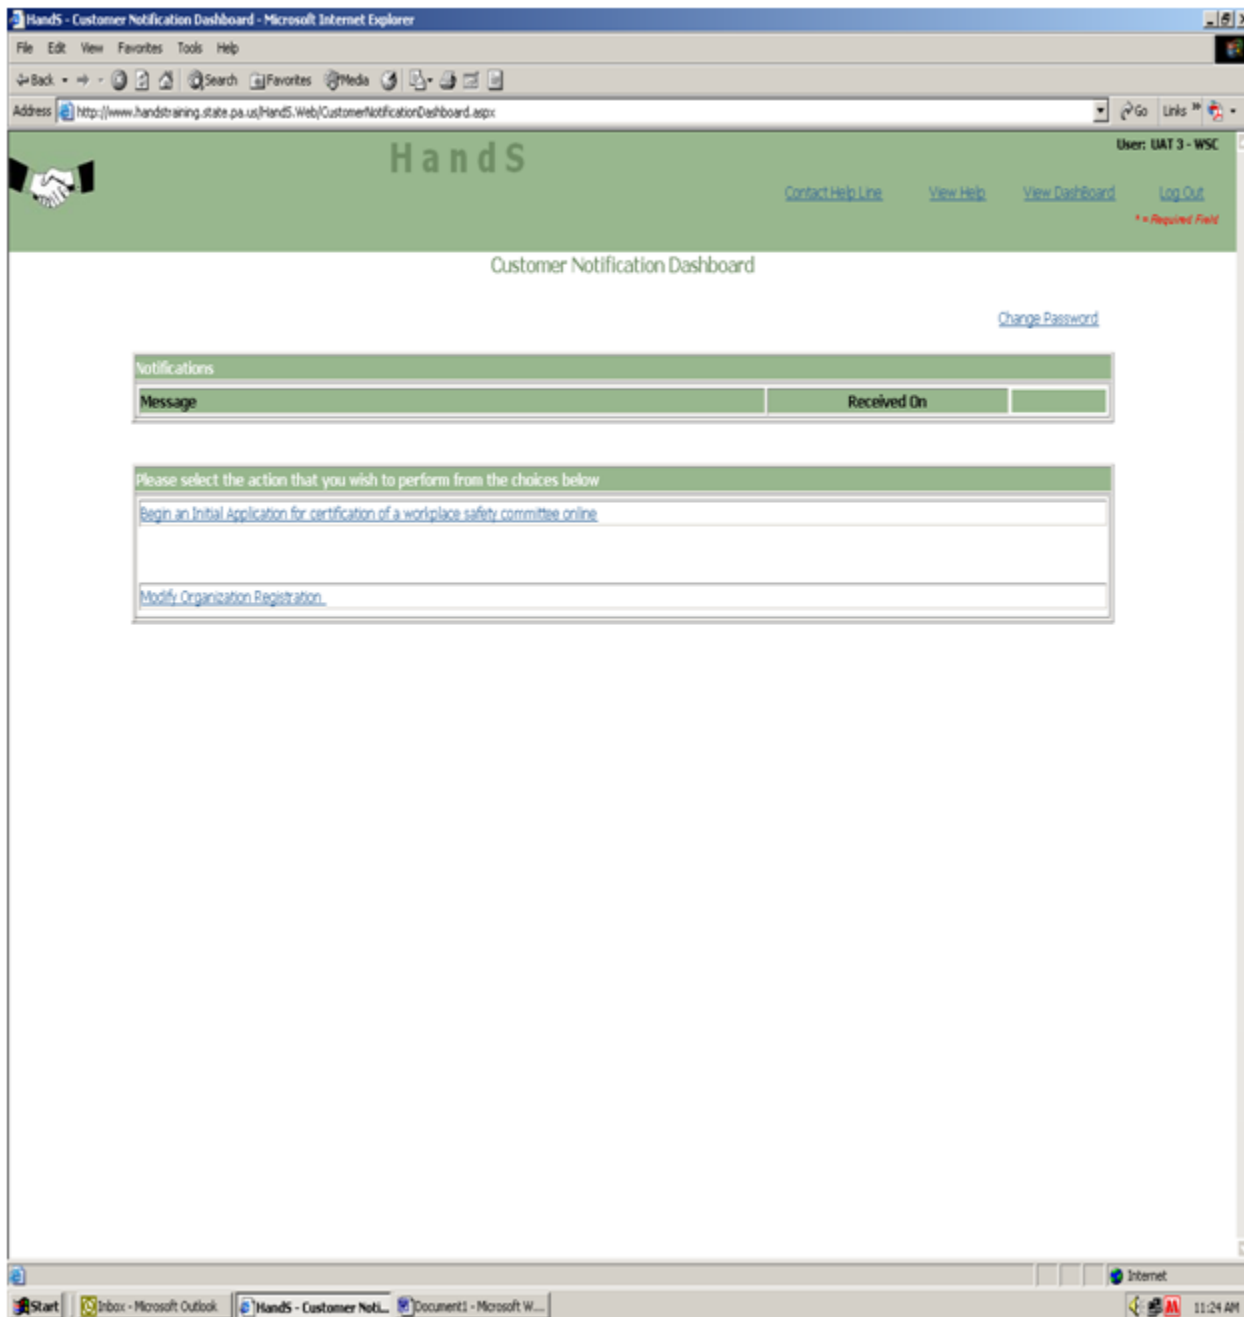 HandS - Customer Notification Dashboard - Microsoft Internet Explorer
File Edit View Favorites Tools Help
Back Search Favorites Media
Address http://www.handstraining.state.pa.us/HandS.Web/CustomerNotificationDashboard.aspx Go Links »
HandS
User: UAT 3 - WSC
Contact Help Line View Help View DashBoard Log Out
* = Required Field
Customer Notification Dashboard
Change Password
Notifications
Message Received On
Please select the action that you wish to perform from the choices below
Begin an Initial Application for certification of a workplace safety committee online
Modify Organization Registration
Internet
Start Inbox - Microsoft Outlook HandS - Customer Noti... Document1 - Microsoft W... 11:24 AM